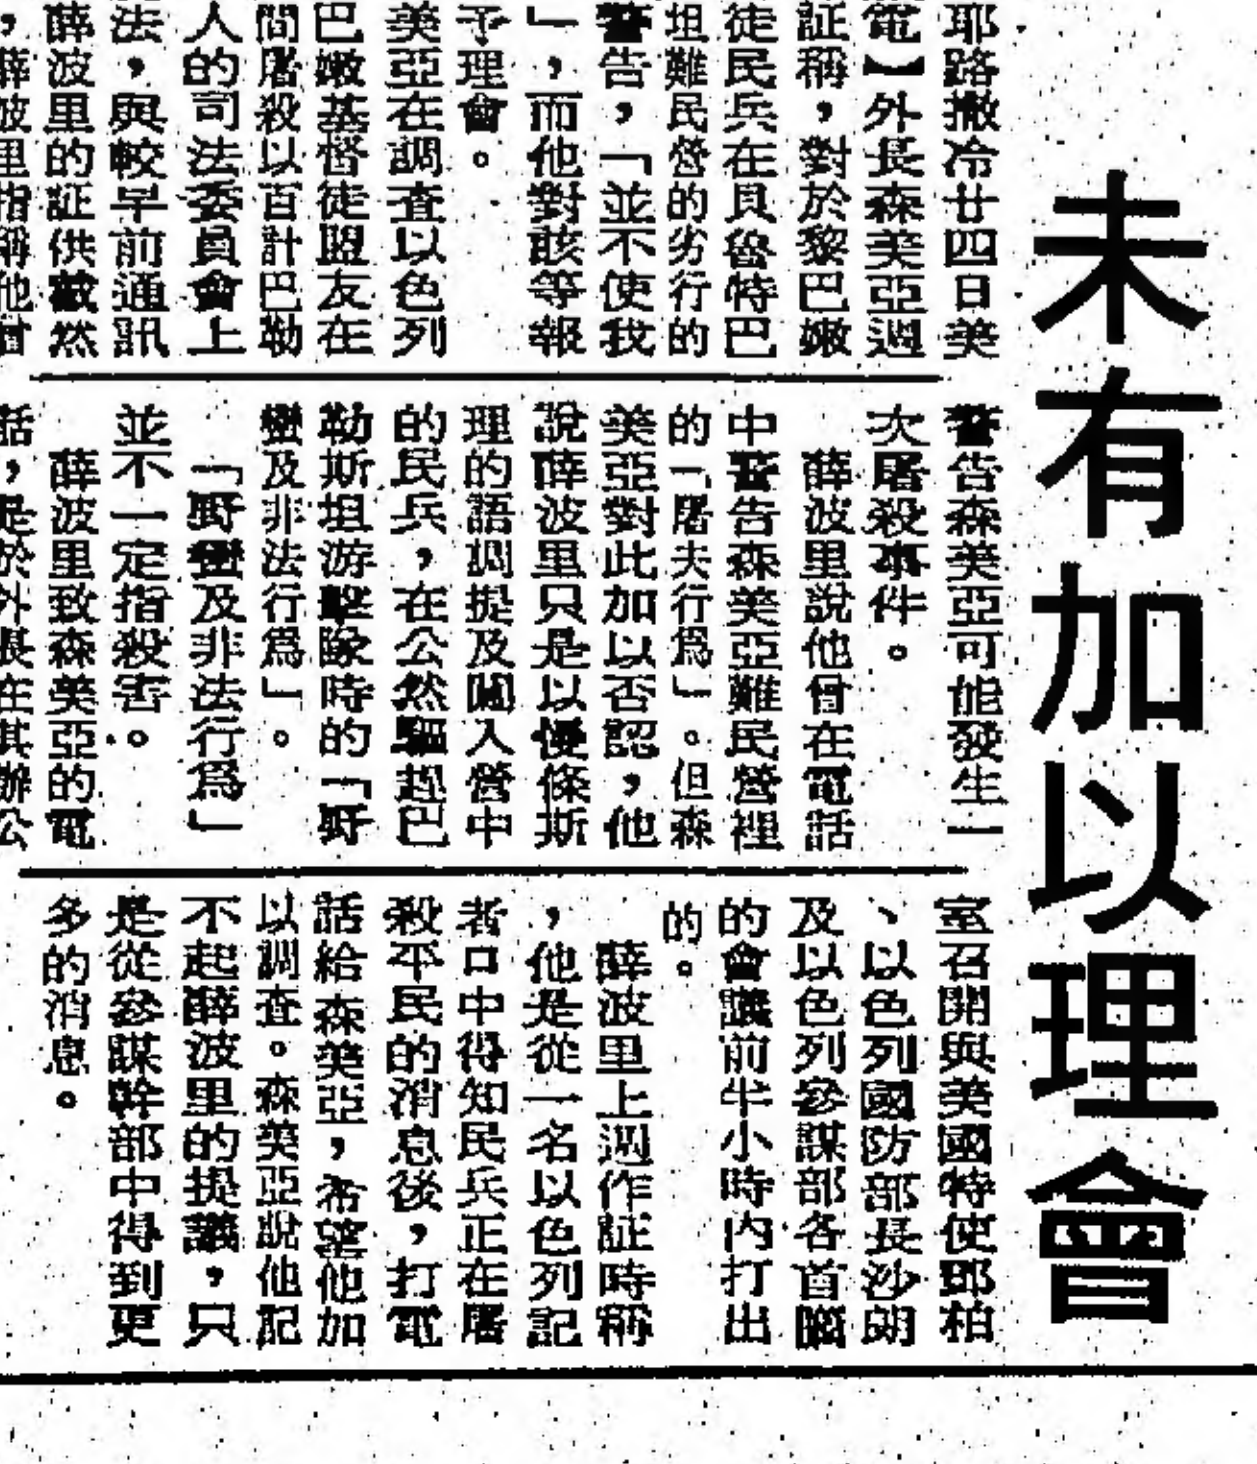 未有加以理會
耶路撒冷廿四日美
電】外長森美亞週
証稱，對於黎巴嫩
徒民兵在貝魯特巴
坦難民營的劣行的
警告，「並不使我
」，而他對該等報
予理會。
美亞在調查以色列
巴嫩基督徒盟友在
間屠殺以百計巴勒
人的司法委員會上
法，與較早前通訊
薛波里的証供截然
，薛波里指稱他曾
警告森美亞可能發生一
次屠殺事件。
薛波里說他曾在電話
中警告森美亞難民營裡
的「屠夫行為」。但森
美亞對此加以否認，他
說薛波里只是以慢條斯
理的語調提及闖入營中
的民兵，在公然驅趕巴
勒斯坦游擊隊時的「野
蠻及非法行為」。
「野蠻及非法行為」
並不一定指殺害。
薛波里致森美亞的電
話，是於外長在其辦公
室召開與美國特使鄧柏
、以色列國防部長沙朗
及以色列參謀部各首腦
的會議前半小時內打出
的。
薛波里上週作証時稱
，他是從一名以色列記
者口中得知民兵正在屠
殺平民的消息後，打電
話給森美亞，希望他加
以調查。森美亞說他記
不起薛波里的提議，只
是從參謀幹部中得到更
多的消息。